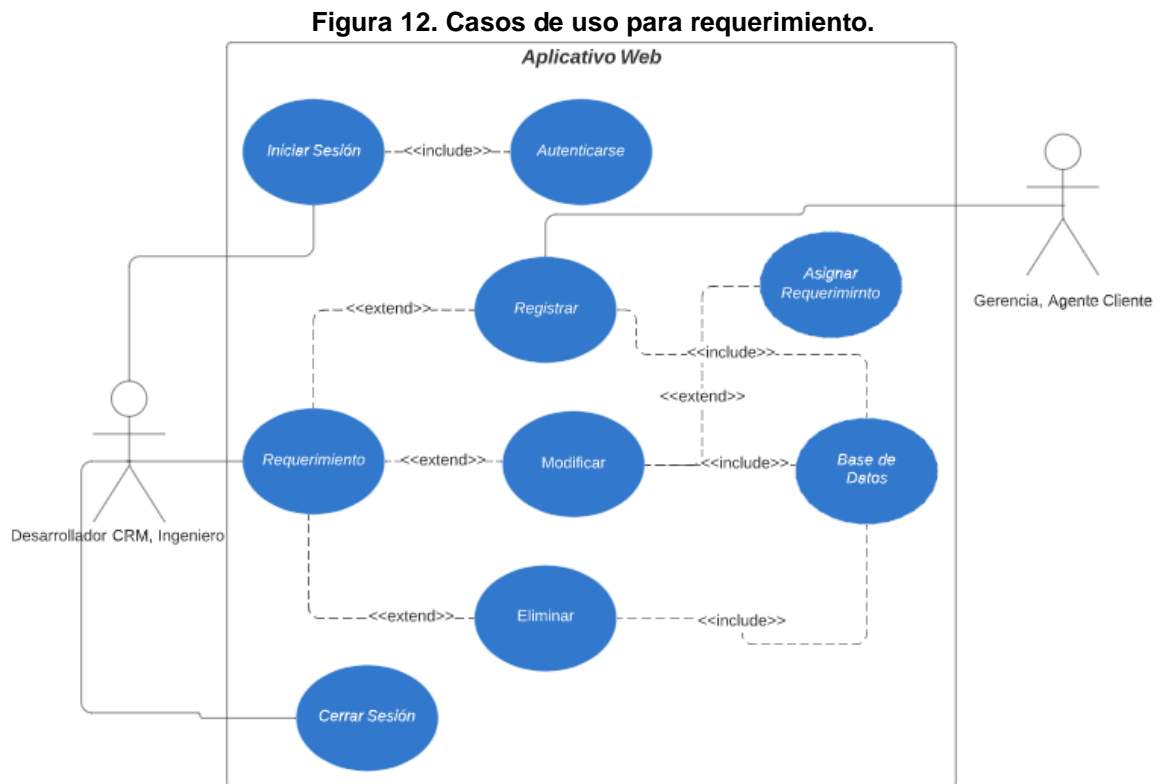 Figura 12. Casos de uso para requerimiento.
Aplicativo Web
Iniciar Sesión
<<include>>
Autenticarse
Asignar
Requerimirnto
Gerencia, Agente Cliente
<<extend>>
Registrar
<<include>>
<<extend>>
Requerimiento
<<extend>>
Modificar
<<include>>
Base de
Datos
Desarrollador CRM, Ingeniero
<<extend>>
Eliminar
<<include>>
Cerrar Sesión